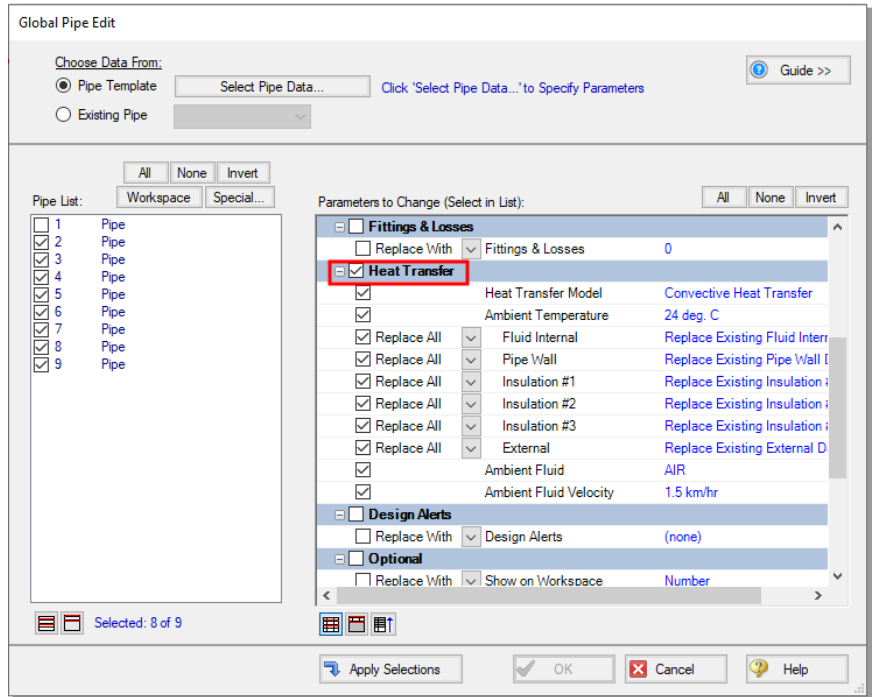 Global Pipe Edit
Choose Data From:
Pipe Template
Select Pipe Data...
Click 'Select Pipe Data...' to Specify Parameters
Guide >>
Existing Pipe
All None Invert
Pipe List: Workspace Special...
Parameters to Change (Select in List): All None Invert
1 Pipe
2 Pipe
3 Pipe
4 Pipe
5 Pipe
6 Pipe
7 Pipe
8 Pipe
9 Pipe
Fittings & Losses
Replace With Fittings & Losses 0
Heat Transfer
Heat Transfer Model Convective Heat Transfer
Ambient Temperature 24 deg. C
Replace All Fluid Internal Replace Existing Fluid
Replace All Pipe Wall Replace Existing Pipe Wall
Replace All Insulation #1 Replace Existing Insulation
Replace All Insulation #2 Replace Existing Insulation
Replace All Insulation #3 Replace Existing Insulation
Replace All External Replace Existing External
Ambient Fluid AIR
Ambient Fluid Velocity 1.5 km/hr
Design Alerts
Replace With Design Alerts (none)
Optional
Replace With Show on Workspace Number
Selected: 8 of 9
Apply Selections OK Cancel Help